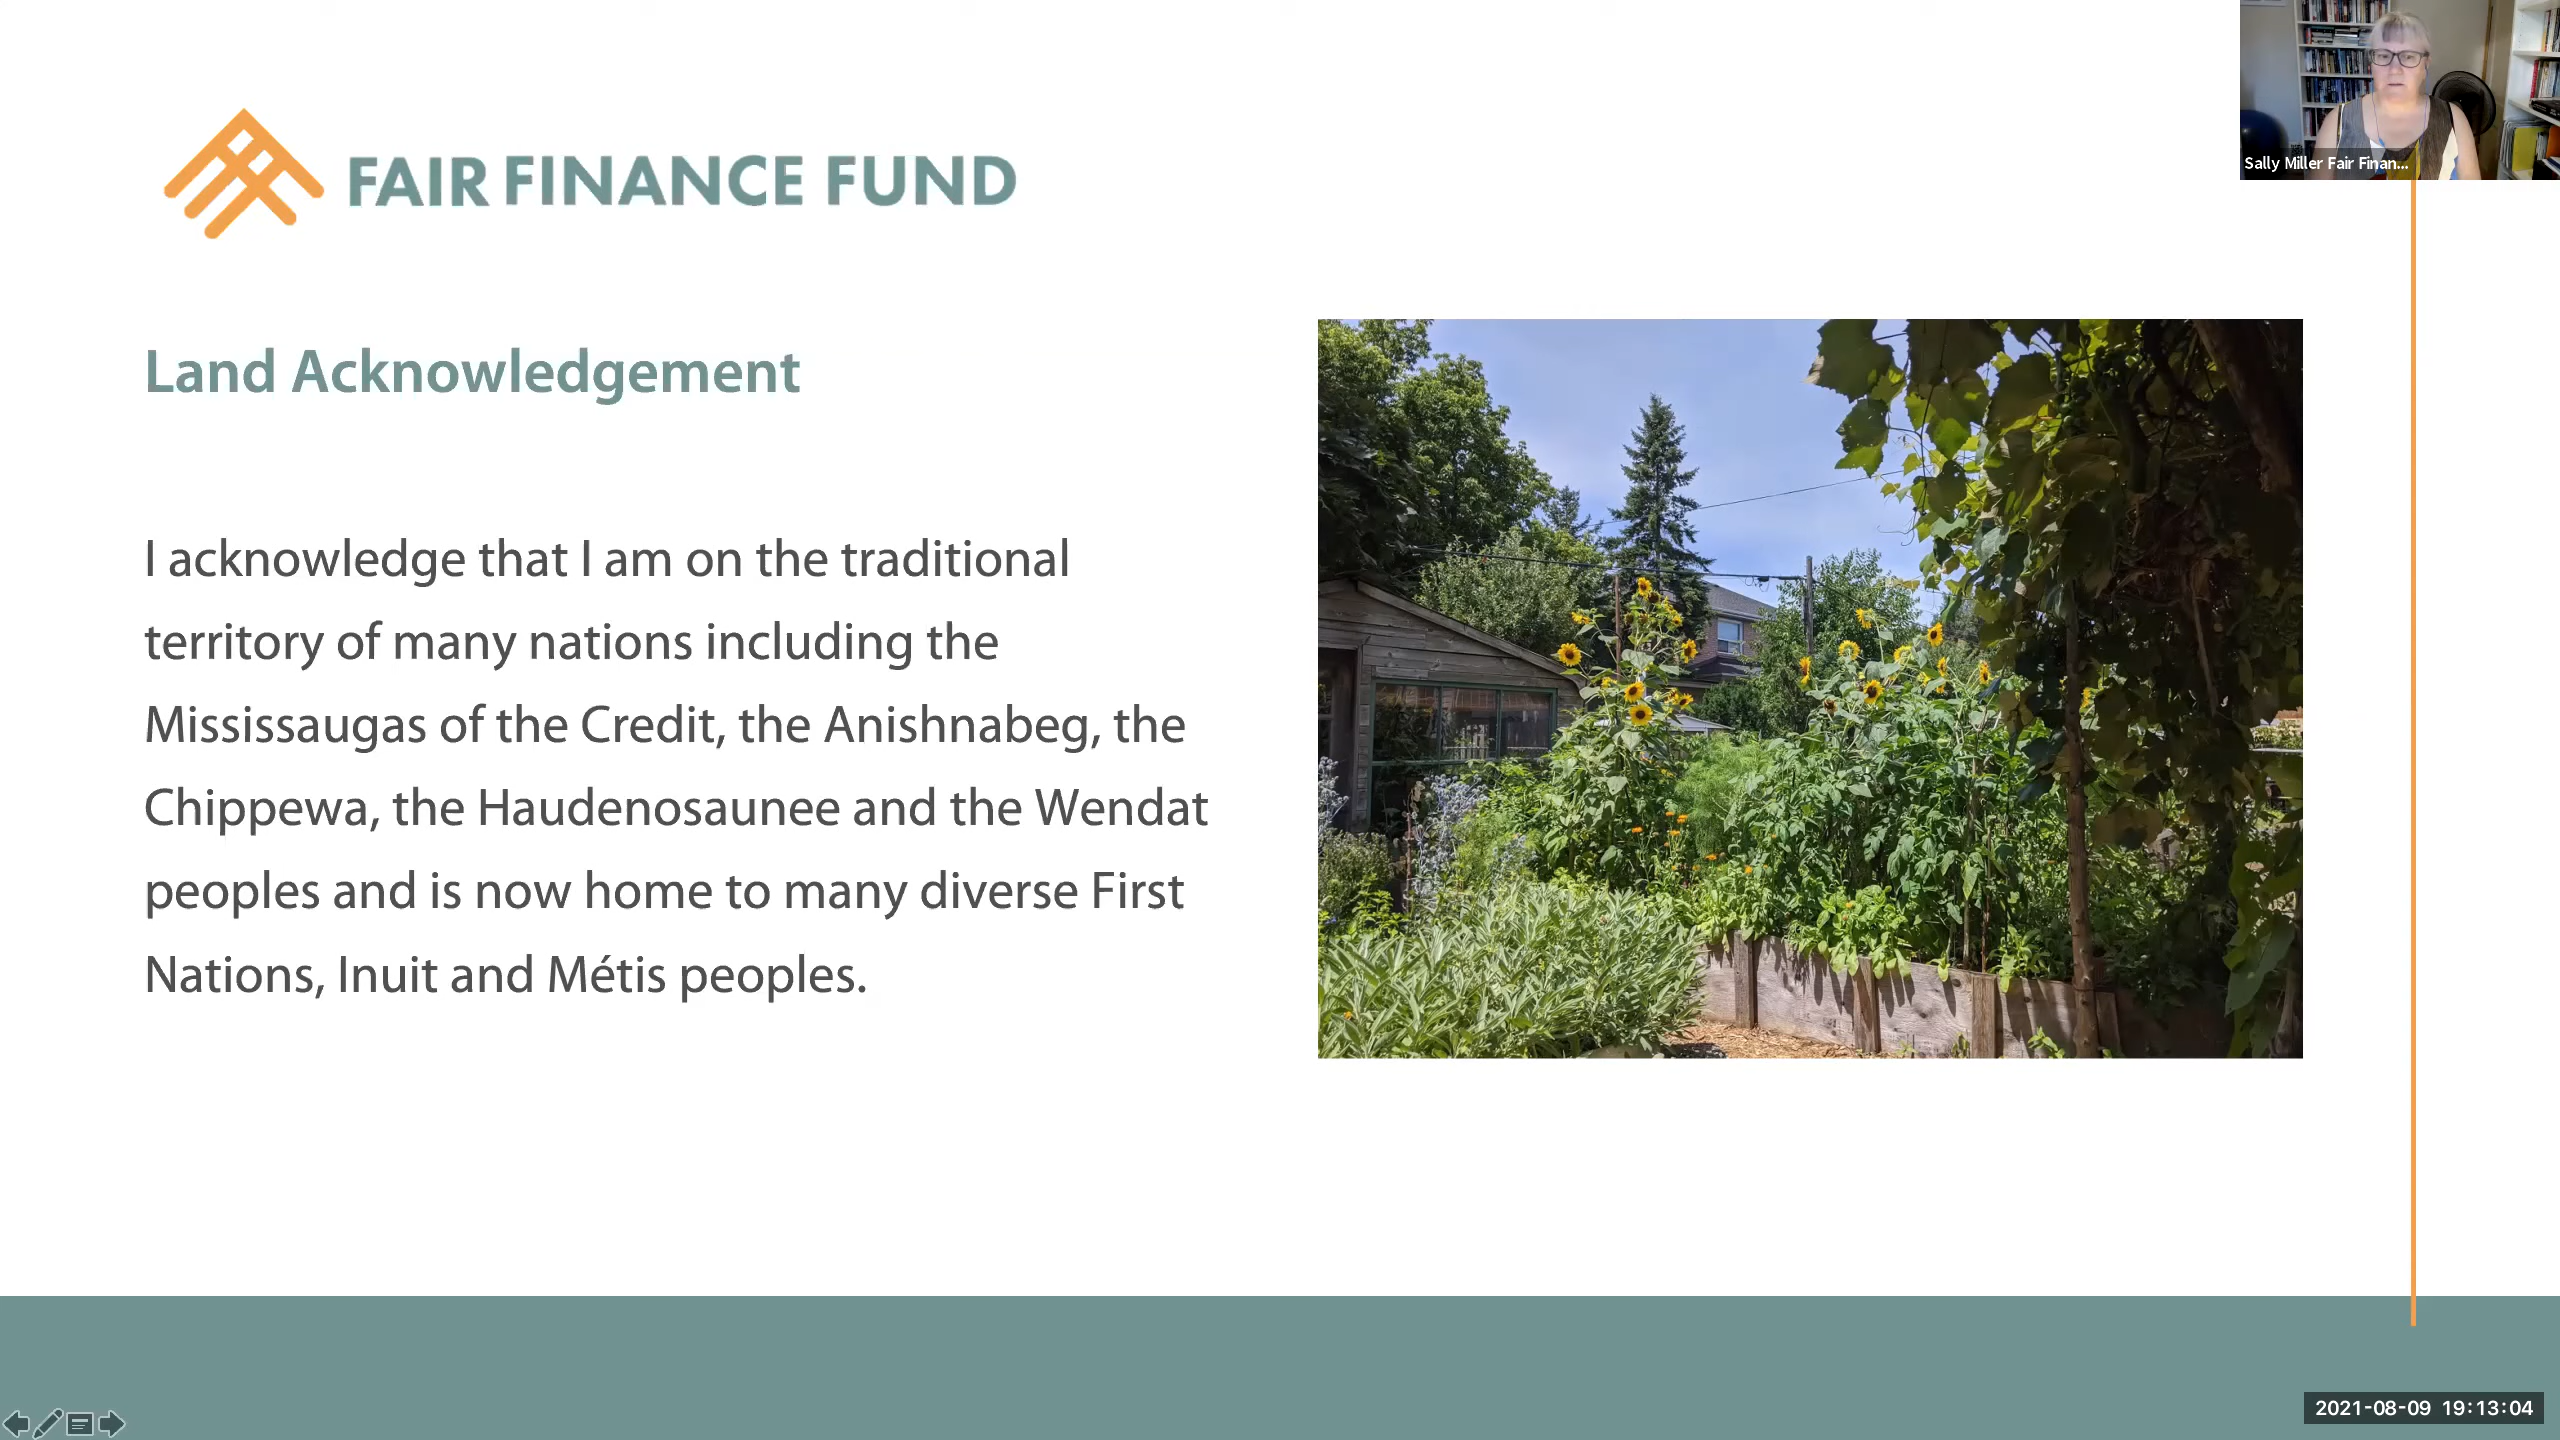 Sally Miller Fair Finan...
FAIR FINANCE FUND
Land Acknowledgement
I acknowledge that I am on the traditional
territory of many nations including the
Mississaugas of the Credit, the Anishnabeg, the
Chippewa, the Haudenosaunee and the Wendat
peoples and is now home to many diverse First
Nations, Inuit and Métis peoples.
2021-08-09 19:13:04